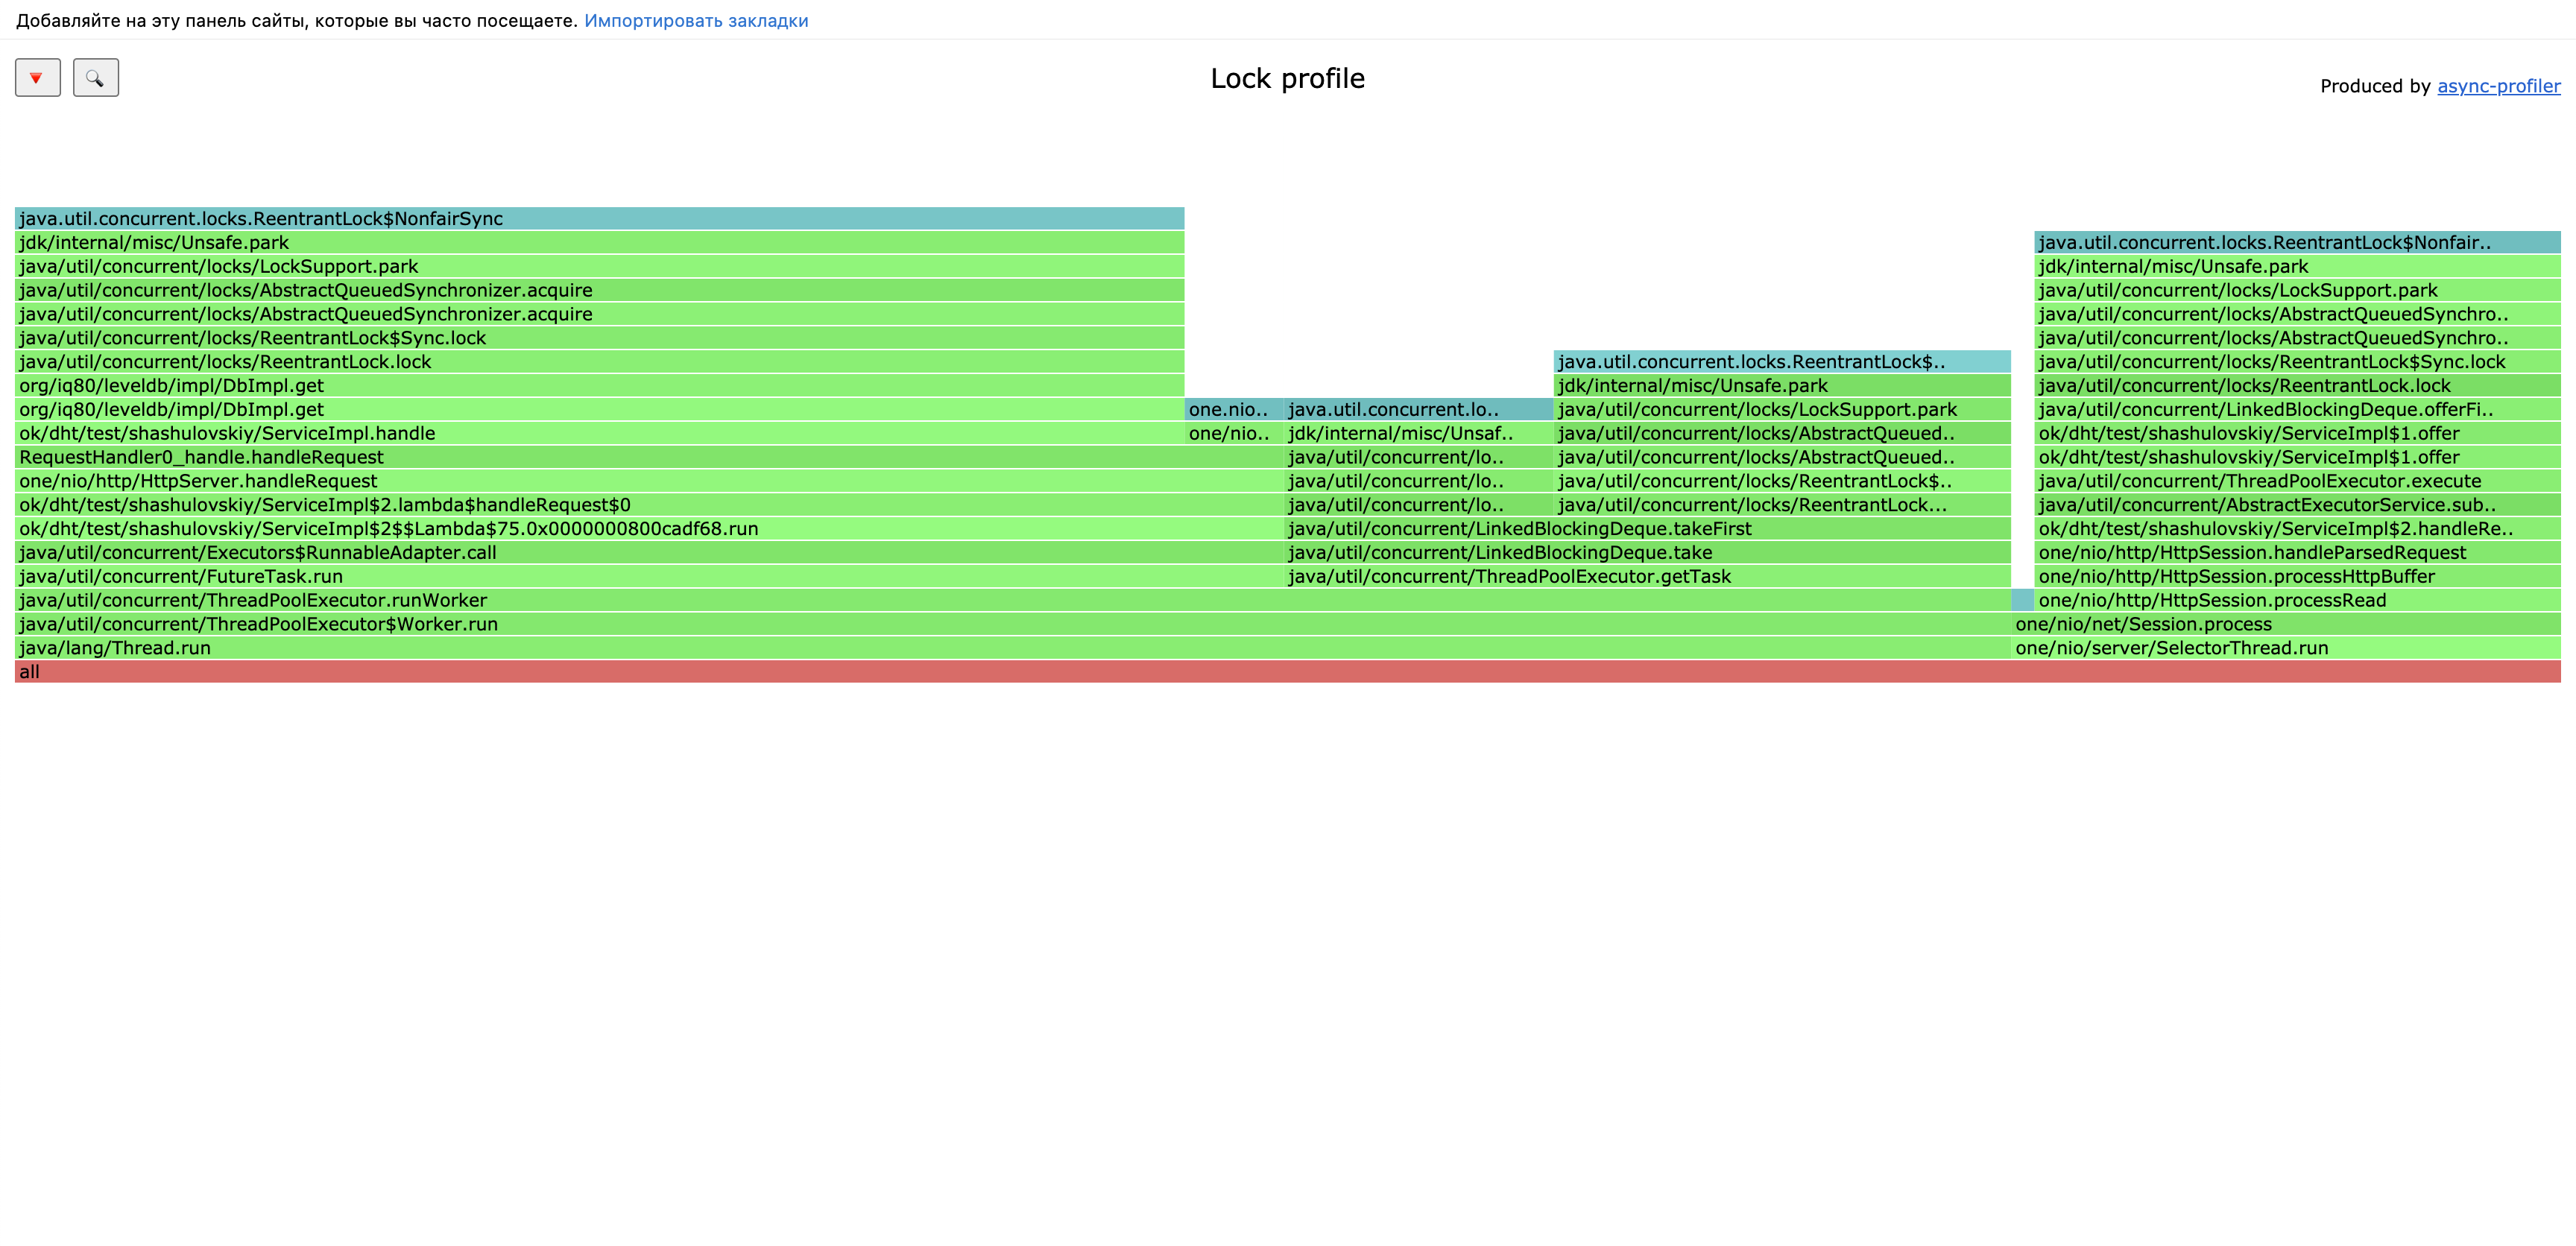 Добавляйте на эту панель сайты, которые вы часто посещаете. Импортировать закладки
Lock profile
Produced by async-profiler
java.util.concurrent.locks.ReentrantLock$NonfairSync
jdk/internal/misc/Unsafe.park java.util.concurrent.locks.ReentrantLock$Nonfair..
java/util/concurrent/locks/LockSupport.park jdk/internal/misc/Unsafe.park
java/util/concurrent/locks/AbstractQueuedSynchronizer.acquire java/util/concurrent/locks/LockSupport.park
java/util/concurrent/locks/AbstractQueuedSynchronizer.acquire java/util/concurrent/locks/AbstractQueuedSynchro..
java/util/concurrent/locks/ReentrantLock$Sync.lock java/util/concurrent/locks/AbstractQueuedSynchro..
java/util/concurrent/locks/ReentrantLock.lock java.util.concurrent.locks.ReentrantLock$.. java/util/concurrent/locks/ReentrantLock$Sync.lock
org/iq80/leveldb/impl/DbImpl.get jdk/internal/misc/Unsafe.park java/util/concurrent/locks/ReentrantLock.lock
org/iq80/leveldb/impl/DbImpl.get one.nio.. java.util.concurrent.lo.. java/util/concurrent/locks/LockSupport.park java/util/concurrent/LinkedBlockingDeque.offerFi..
ok/dht/test/shashulovskiy/ServiceImpl.handle one/nio.. jdk/internal/misc/Unsaf.. java/util/concurrent/locks/AbstractQueued.. ok/dht/test/shashulovskiy/ServiceImpl$1.offer
RequestHandler0_handle.handleRequest java/util/concurrent/lo.. java/util/concurrent/locks/AbstractQueued.. ok/dht/test/shashulovskiy/ServiceImpl$1.offer
one/nio/http/HttpServer.handleRequest java/util/concurrent/lo.. java/util/concurrent/locks/ReentrantLock$.. java/util/concurrent/ThreadPoolExecutor.execute
ok/dht/test/shashulovskiy/ServiceImpl$2.lambda$handleRequest$0 java/util/concurrent/lo.. java/util/concurrent/locks/ReentrantLock... java/util/concurrent/AbstractExecutorService.sub..
ok/dht/test/shashulovskiy/ServiceImpl$2$$Lambda$75.0x0000000800cadf68.run java/util/concurrent/LinkedBlockingDeque.takeFirst ok/dht/test/shashulovskiy/ServiceImpl$2.handleRe..
java/util/concurrent/Executors$RunnableAdapter.call java/util/concurrent/LinkedBlockingDeque.take one/nio/http/HttpSession.handleParsedRequest
java/util/concurrent/FutureTask.run java/util/concurrent/ThreadPoolExecutor.getTask one/nio/http/HttpSession.processHttpBuffer
java/util/concurrent/ThreadPoolExecutor.runWorker one/nio/http/HttpSession.processRead
java/util/concurrent/ThreadPoolExecutor$Worker.run one/nio/net/Session.process
java/lang/Thread.run one/nio/server/SelectorThread.run
all